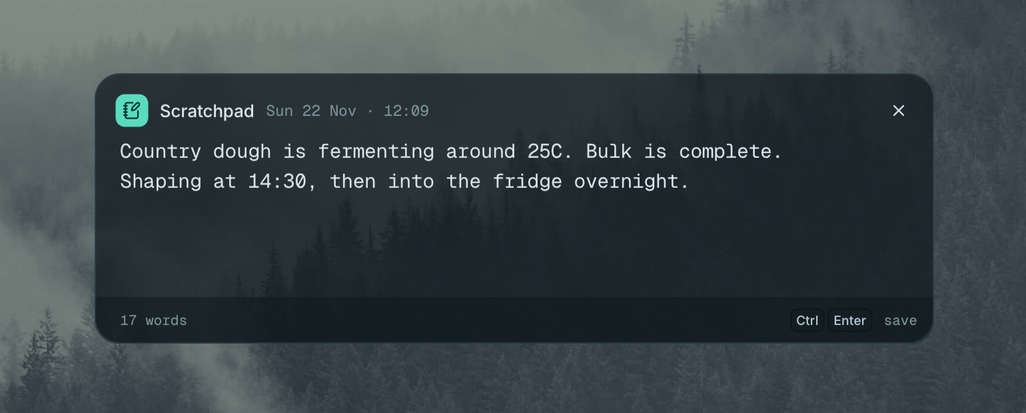 Scratchpad Sun 22 Nov · 12:09
Country dough is fermenting around 25C. Bulk is complete.
Shaping at 14:30, then into the fridge overnight.
17 words Ctrl Enter save